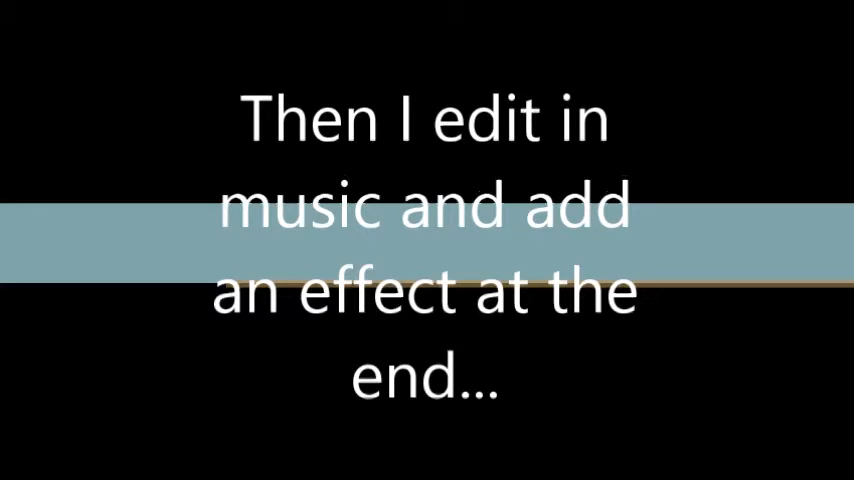 Then I edit in
music and add
an effect at the
end...